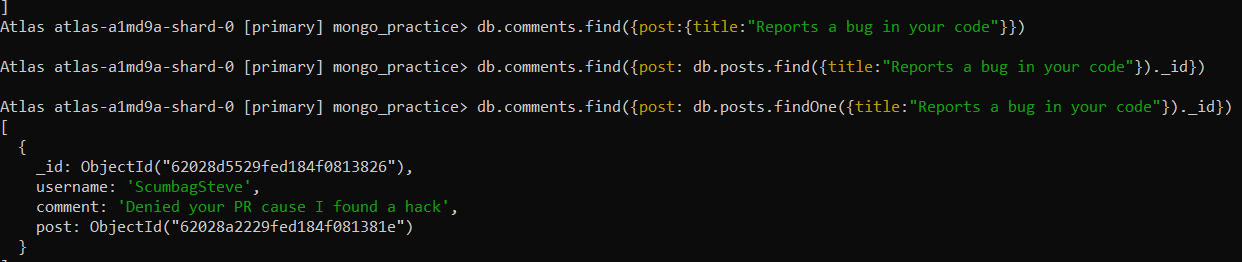 ]
Atlas atlas-a1md9a-shard-0 [primary] mongo_practice> db.comments.find({post:{title:"Reports a bug in your code"}})
Atlas atlas-a1md9a-shard-0 [primary] mongo_practice> db.comments.find({post: db.posts.find({title:"Reports a bug in your code"})._id})
Atlas atlas-a1md9a-shard-0 [primary] mongo_practice> db.comments.find({post: db.posts.findOne({title:"Reports a bug in your code"})._id})
[
  {
    _id: ObjectId("62028d5529fed184f0813826"),
    username: 'ScumbagSteve',
    comment: 'Denied your PR cause I found a hack',
    post: ObjectId("62028a2229fed184f081381e")
  }